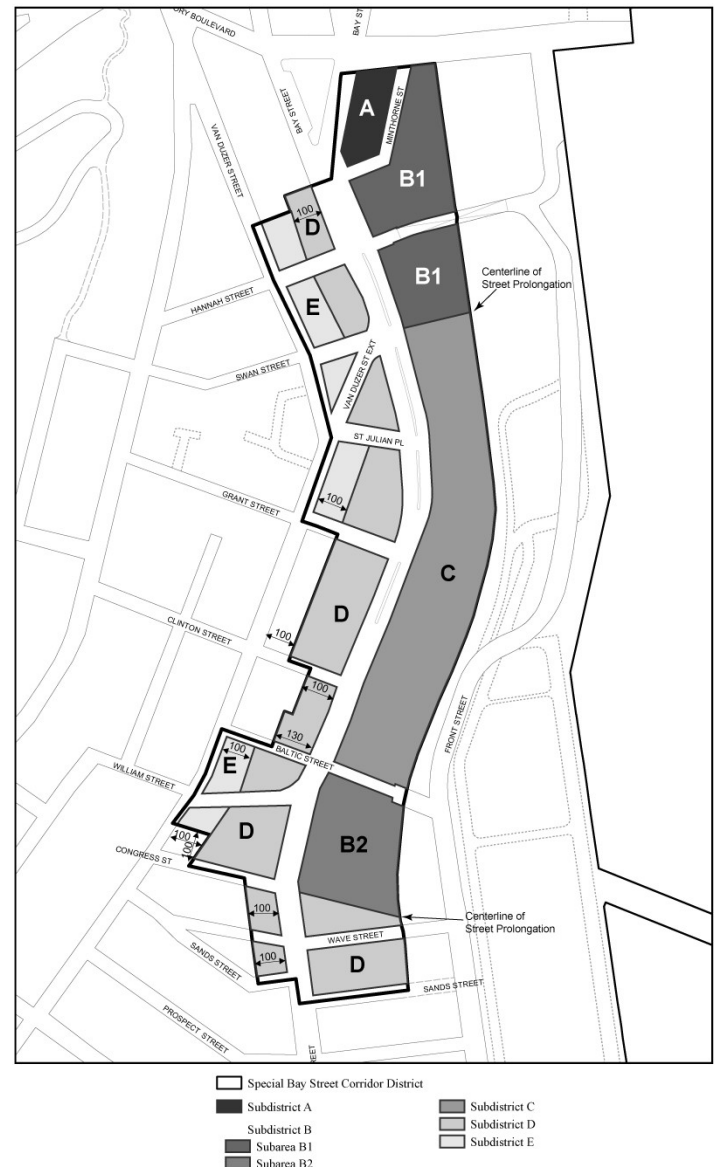 ORY BOULEVARD
BAY ST
BAY STREET
VAN DUZER STREET
A
MINTHORNE ST
B1
100
D
B1
Centerline of
Street Prolongation
HANNAH STREET
E
SWAN STREET
VAN DUZER ST EXT
ST JULIAN PL
GRANT STREET
100
C
D
CLINTON STREET
100
100
130
BALTIC STREET
FRONT STREET
WILLIAM STREET
100
E
100
100
D
B2
CONGRESS ST
100
Centerline of
Street Prolongation
WAVE STREET
SANDS STREET
100
D
SANDS STREET
PROSPECT STREET
REET
Special Bay Street Corridor District
Subdistrict A
Subdistrict B
Subarea B1
Subarea B2
Subdistrict C
Subdistrict D
Subdistrict E